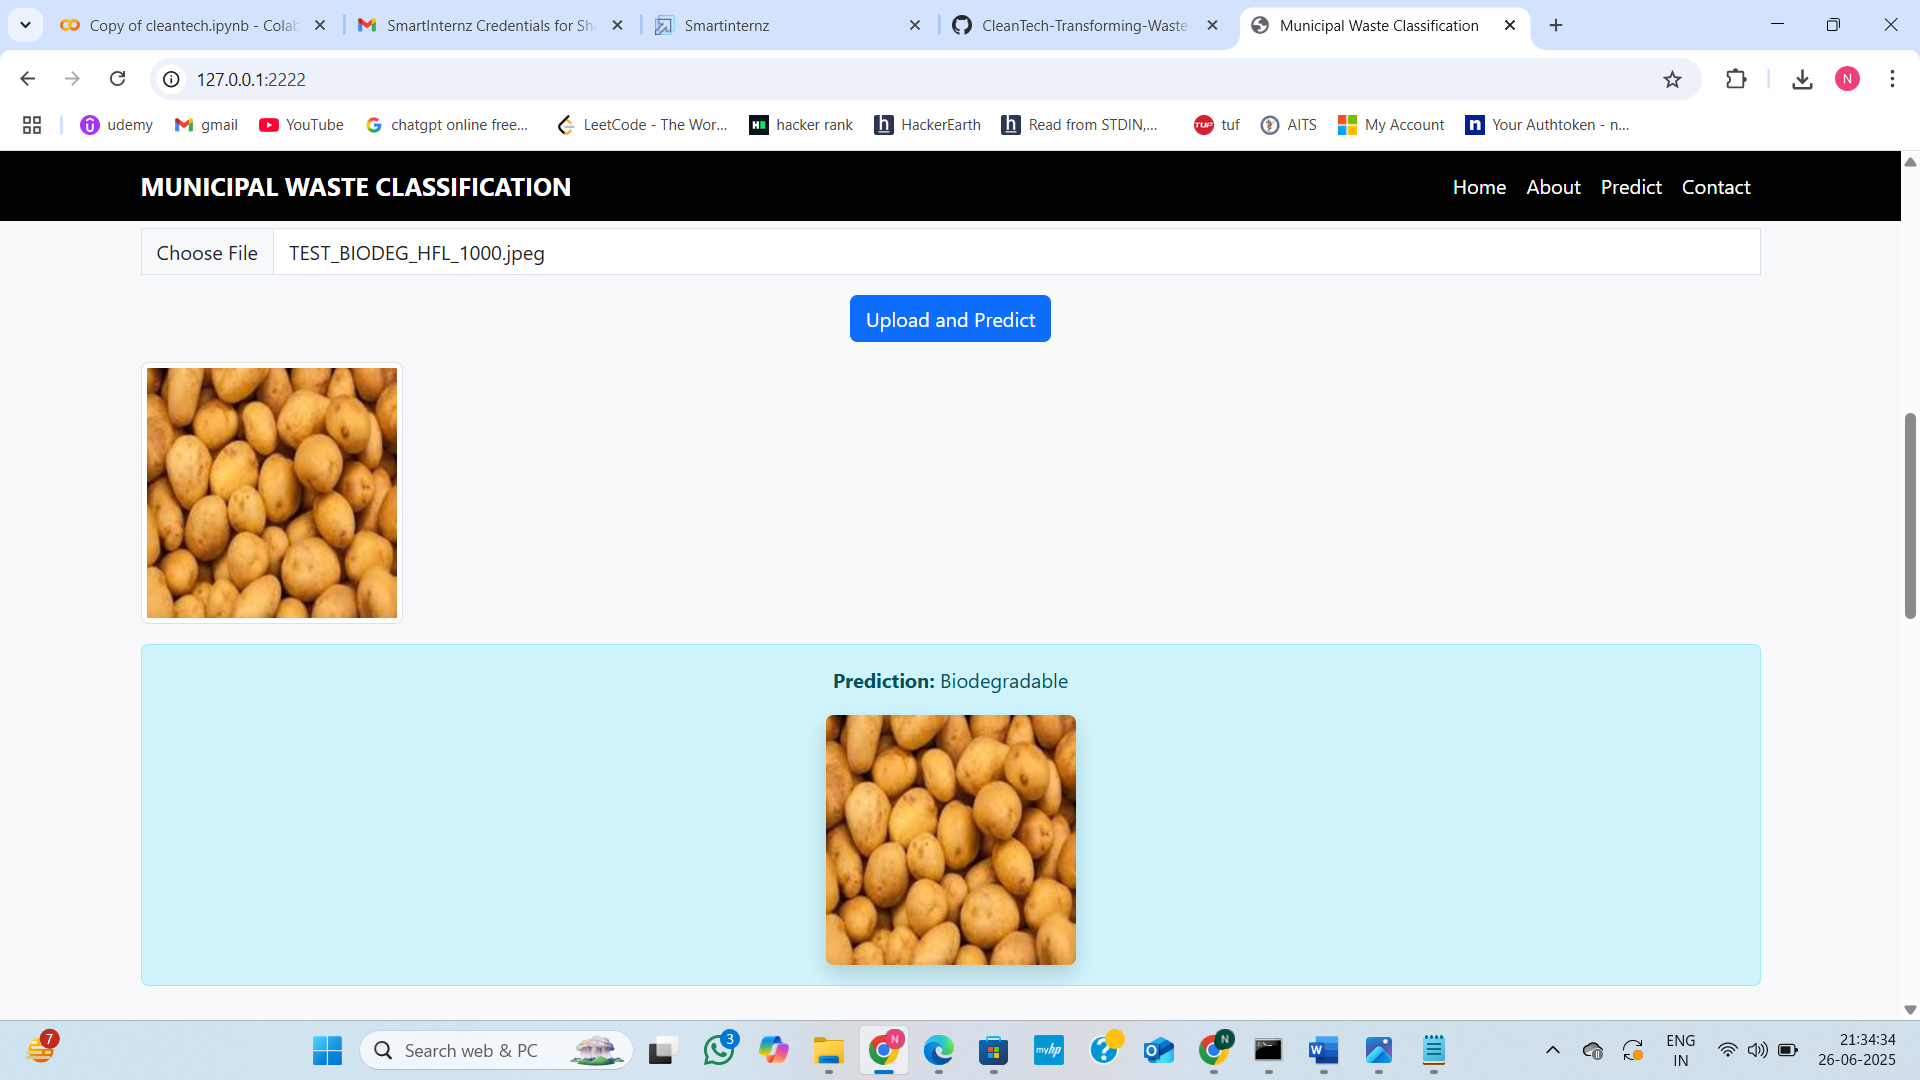 Copy of cleantech.ipynb - Colab
SmartInternz Credentials for Sh
Smartinternz
CleanTech-Transforming-Waste-
Municipal Waste Classification
127.0.0.1:2222
N
udemy
gmail
YouTube
chatgpt online free...
LeetCode - The Wor...
hacker rank
HackerEarth
Read from STDIN,...
tuf
AITS
My Account
Your Authtoken - n...
MUNICIPAL WASTE CLASSIFICATION
Home About Predict Contact
Choose File TEST_BIODEG_HFL_1000.jpeg
Upload and Predict
Prediction: Biodegradable
7
Search web & PC
3
N
myhp
N
ENG
IN
21:34:34
26-06-2025